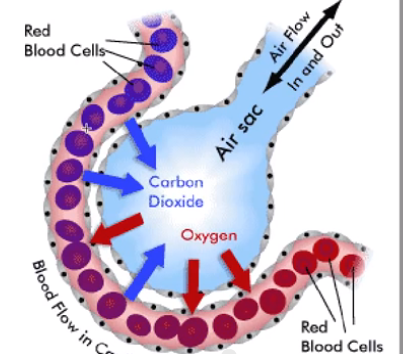 Red
Blood Cells
Air Flow
In and Out
Air sac
Carbon
Dioxide
Oxygen
Blood Flow in
Red
Blood Cells